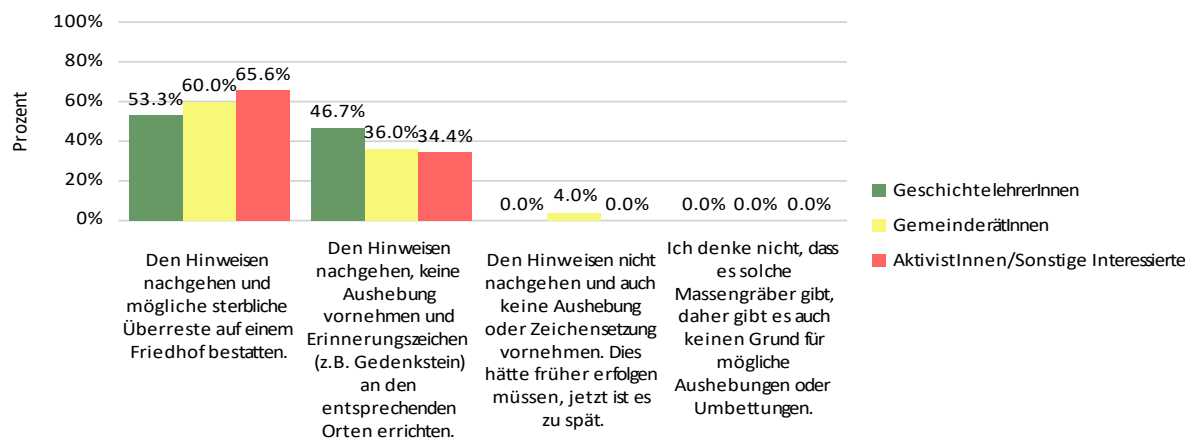 100%
80%
60%
40%
20%
0%
Prozent
53.3%
60.0%
65.6%
46.7%
36.0%
34.4%
0.0%
4.0%
0.0%
0.0%
0.0%
0.0%
Den Hinweisen
nachgehen und
mögliche sterbliche
Überreste auf einem
Friedhof bestatten.
Den Hinweisen
nachgehen, keine
Aushebung
vornehmen und
Erinnerungszeichen
(z.B. Gedenkstein)
an den
entsprechenden
Orten errichten.
Den Hinweisen nicht
nachgehen und auch
keine Aushebung
oder Zeichensetzung
vornehmen. Dies
hätte früher erfolgen
müssen, jetzt ist es
zu spät.
Ich denke nicht, dass
es solche
Massengräber gibt,
daher gibt es auch
keinen Grund für
mögliche
Aushebungen oder
Umbettungen.
GeschichtelehrerInnen
GemeinderätInnen
AktivistInnen/Sonstige Interessierte